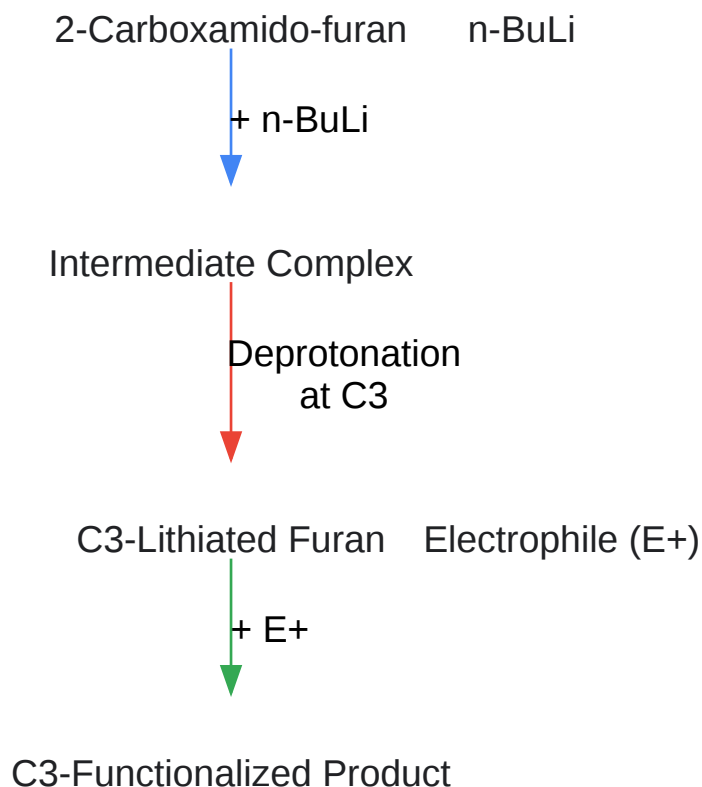 2-Carboxamido-furan n-BuLi
+ n-BuLi
Intermediate Complex
Deprotonation
at C3
C3-Lithiated Furan Electrophile (E+)
+ E+
C3-Functionalized Product